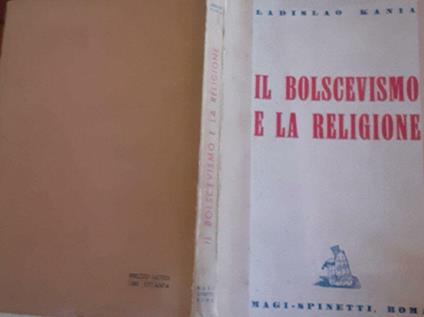 LADISLAO KANIA
IL BOLSCEVISMO
E LA RELIGIONE
MAGI-SPINETTI, ROMA
IL BOLSCEVISMO E LA RELIGIONE